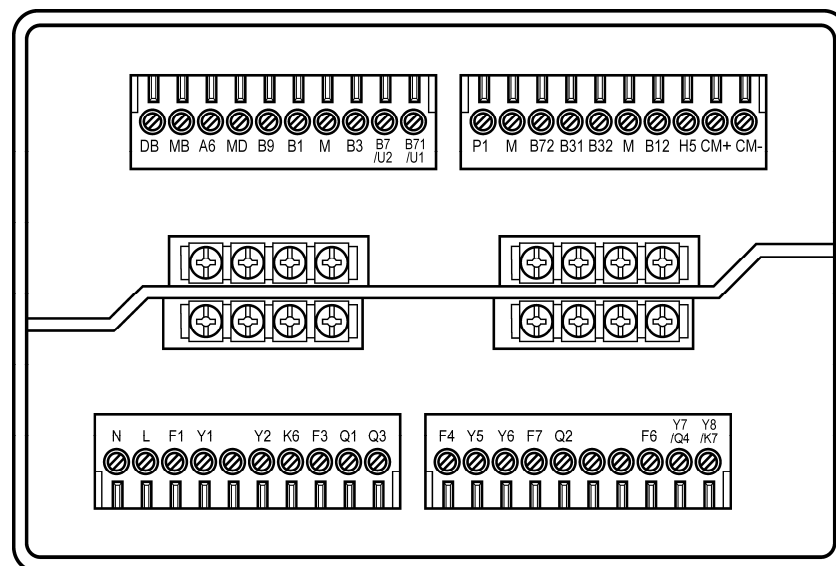 DB MB A6 MD B9 B1 M B3 B7 /U2 B71 /U1
P1 M B72 B31 B32 M B12 H5 CM+ CM-
N L F1 Y1 Y2 K6 F3 Q1 Q3
F4 Y5 Y6 F7 Q2 F6 Y7 /Q4 Y8 /K7